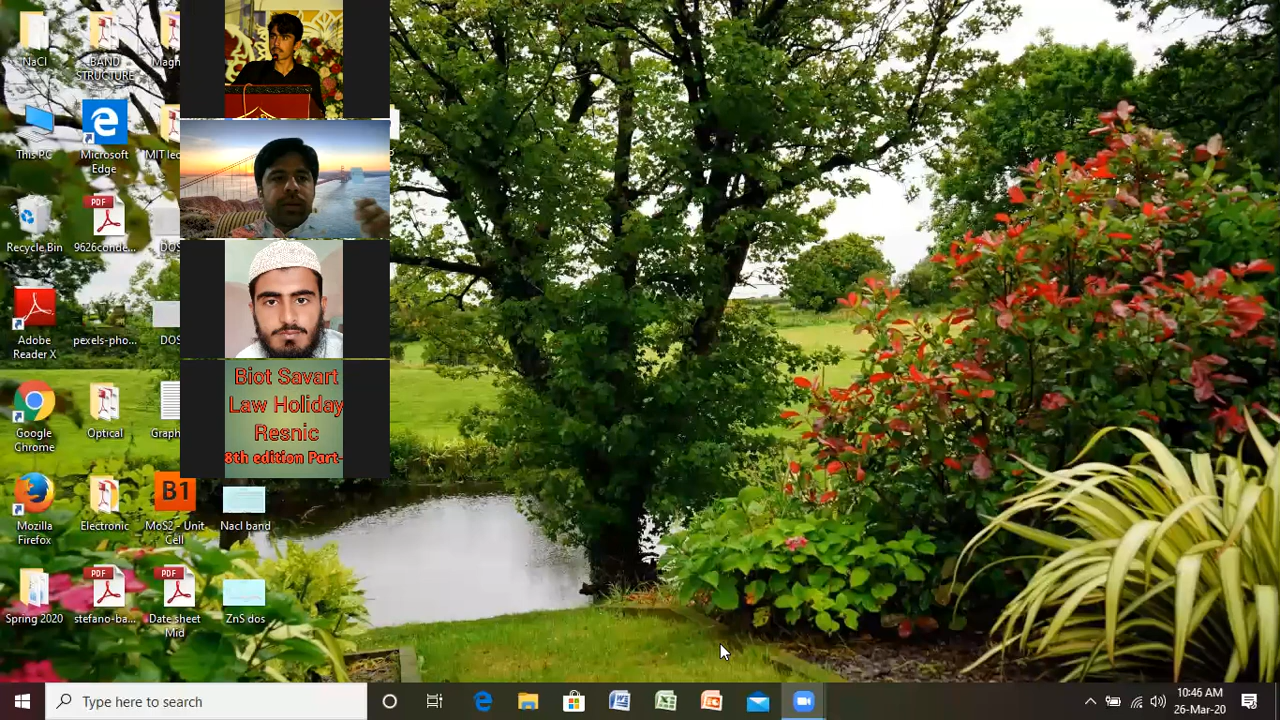 NaCl
BAND
STRUCTURE
Magn
This PC
Microsoft
Edge
MIT lec
Recycle Bin
PDF
9626conde...
DOS
Adobe
Reader X
pexels-pho...
DOS
Google
Chrome
Optical
Graph
Biot Savart
Law Holiday
Resnic
8th edition Part-
Mozilla
Firefox
Electronic
B1
MoS2 - Unit
Cell
Nacl band
Spring 2020
PDF
stefano-ba...
PDF
Date sheet
Mid
ZnS dos
Type here to search
10:46 AM
26-Mar-20